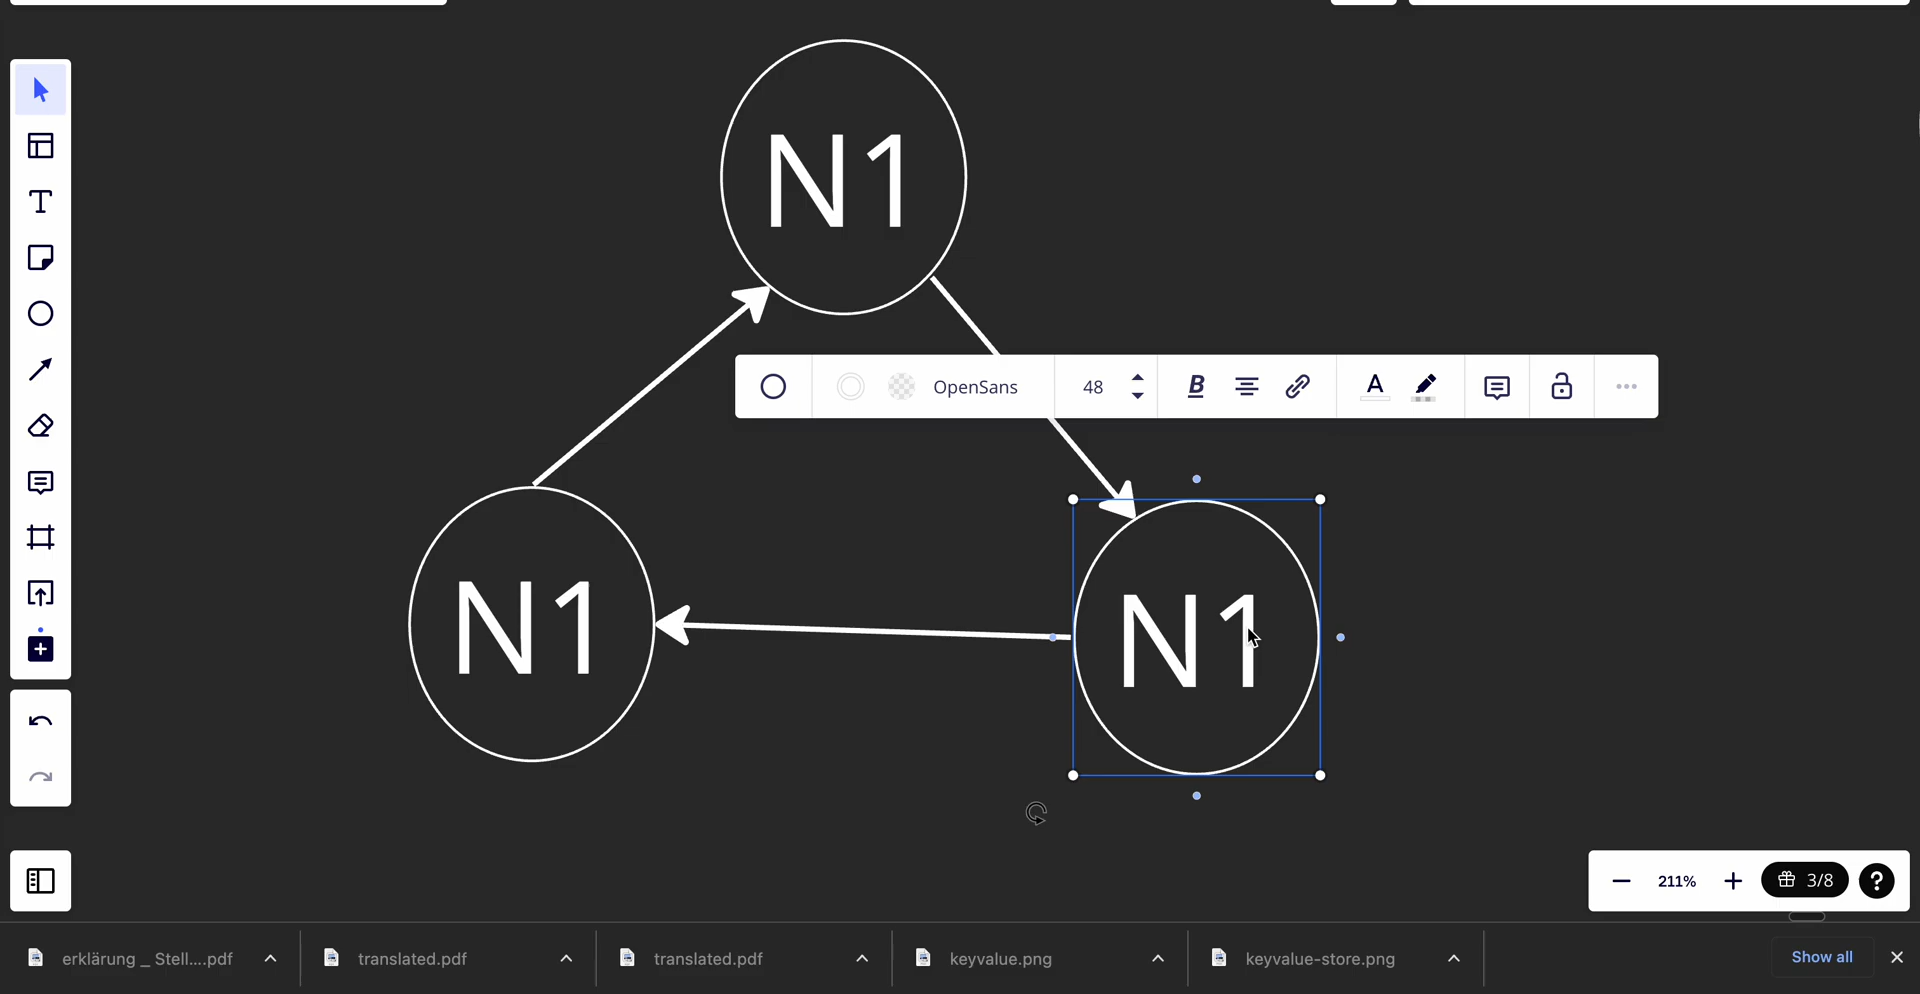 N1
OpenSans 48 B A
N1
N1
T
211% 3/8 ?
erklärung _ Stell....pdf
translated.pdf
translated.pdf
keyvalue.png
keyvalue-store.png
Show all